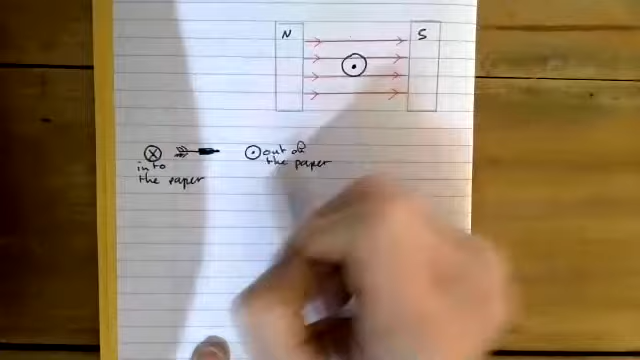 N S
into
the paper
out of
the paper